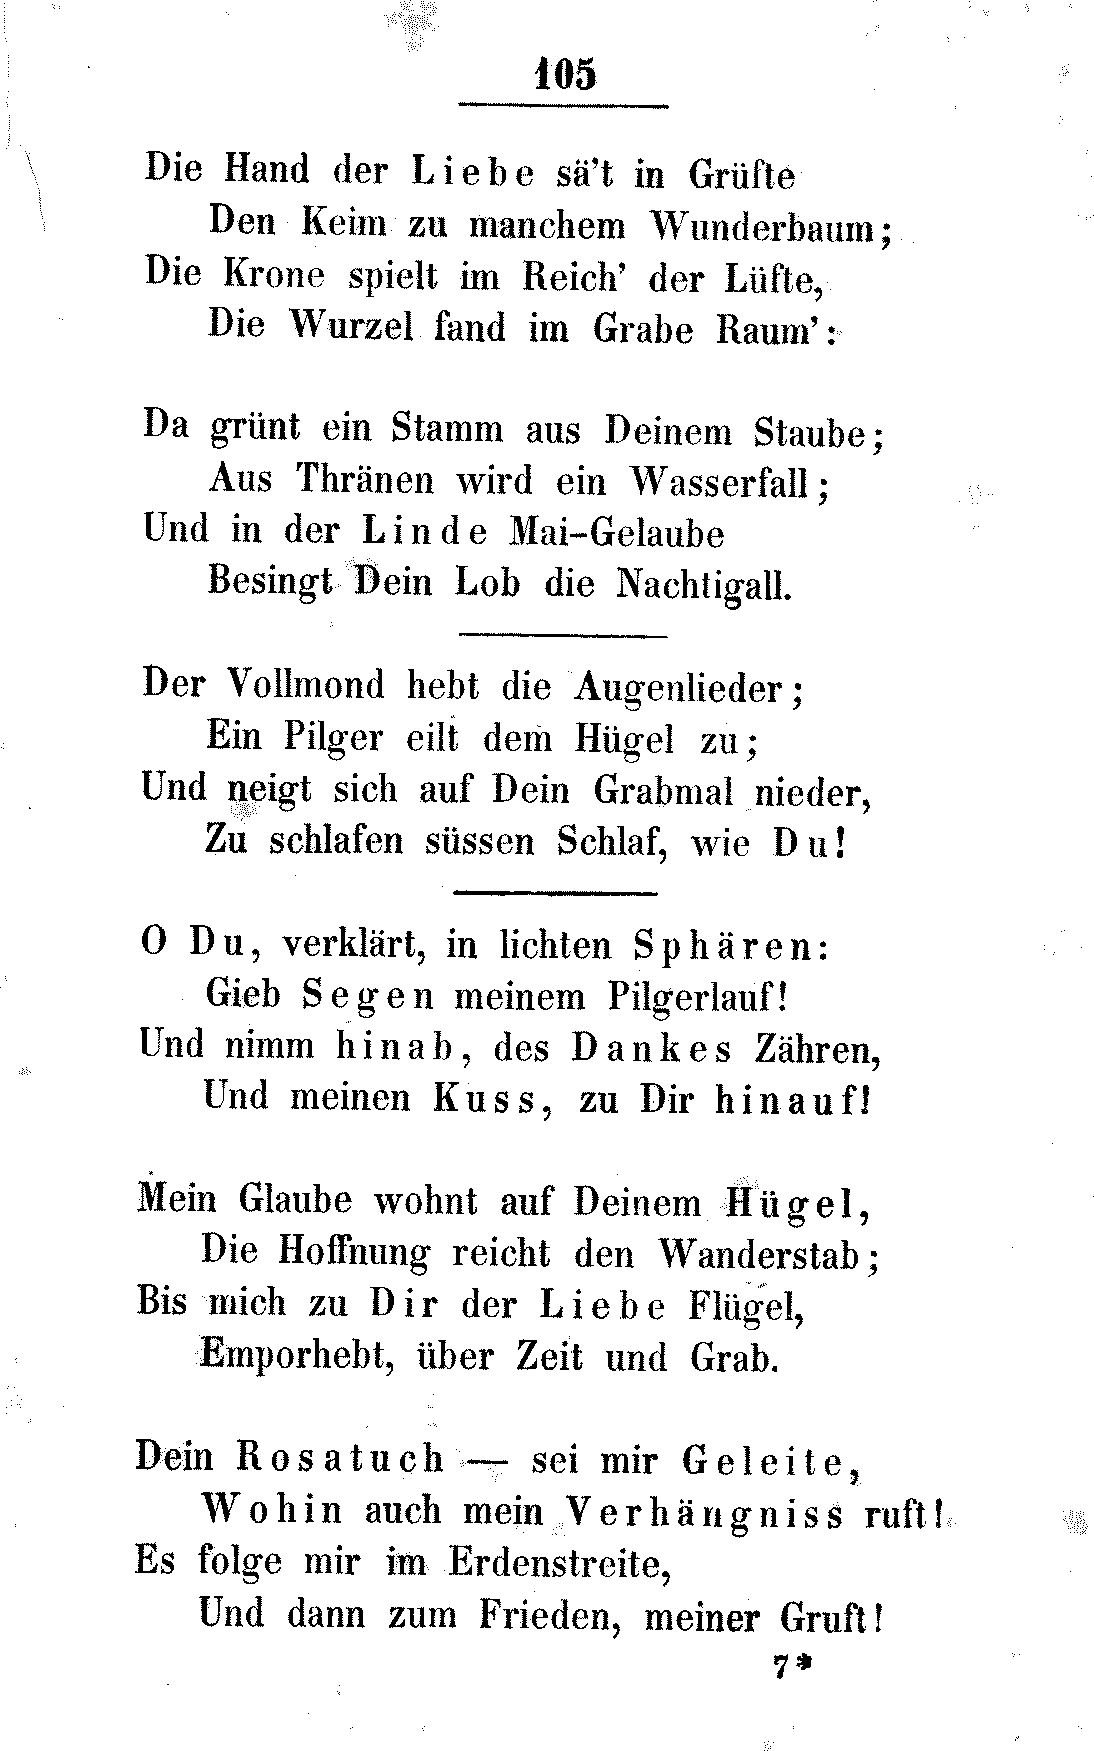 105
Die Hand der Liebe sä't in Grüfte
Den Keim zu manchem Wunderbaum;
Die Krone spielt im Reich' der Lüfte,
Die Wurzel fand im Grabe Raum':
Da grünt ein Stamm aus Deinem Staube;
Aus Thränen wird ein Wasserfall;
Und in der Linde Mai-Gelaube
Besingt Dein Lob die Nachtigall.
Der Vollmond hebt die Augenlieder;
Ein Pilger eilt dem Hügel zu;
Und neigt sich auf Dein Grabmal nieder,
Zu schlafen süssen Schlaf, wie Du!
O Du, verklärt, in lichten Sphären:
Gieb Segen meinem Pilgerlauf!
Und nimm hinab, des Dankes Zähren,
Und meinen Kuss, zu Dir hinauf!
Mein Glaube wohnt auf Deinem Hügel,
Die Hoffnung reicht den Wanderstab;
Bis mich zu Dir der Liebe Flügel,
Emporhebt, über Zeit und Grab.
Dein Rosatuch — sei mir Geleite,
Wohin auch mein Verhängniss ruft!
Es folge mir im Erdenstreite,
Und dann zum Frieden, meiner Gruft!
7*